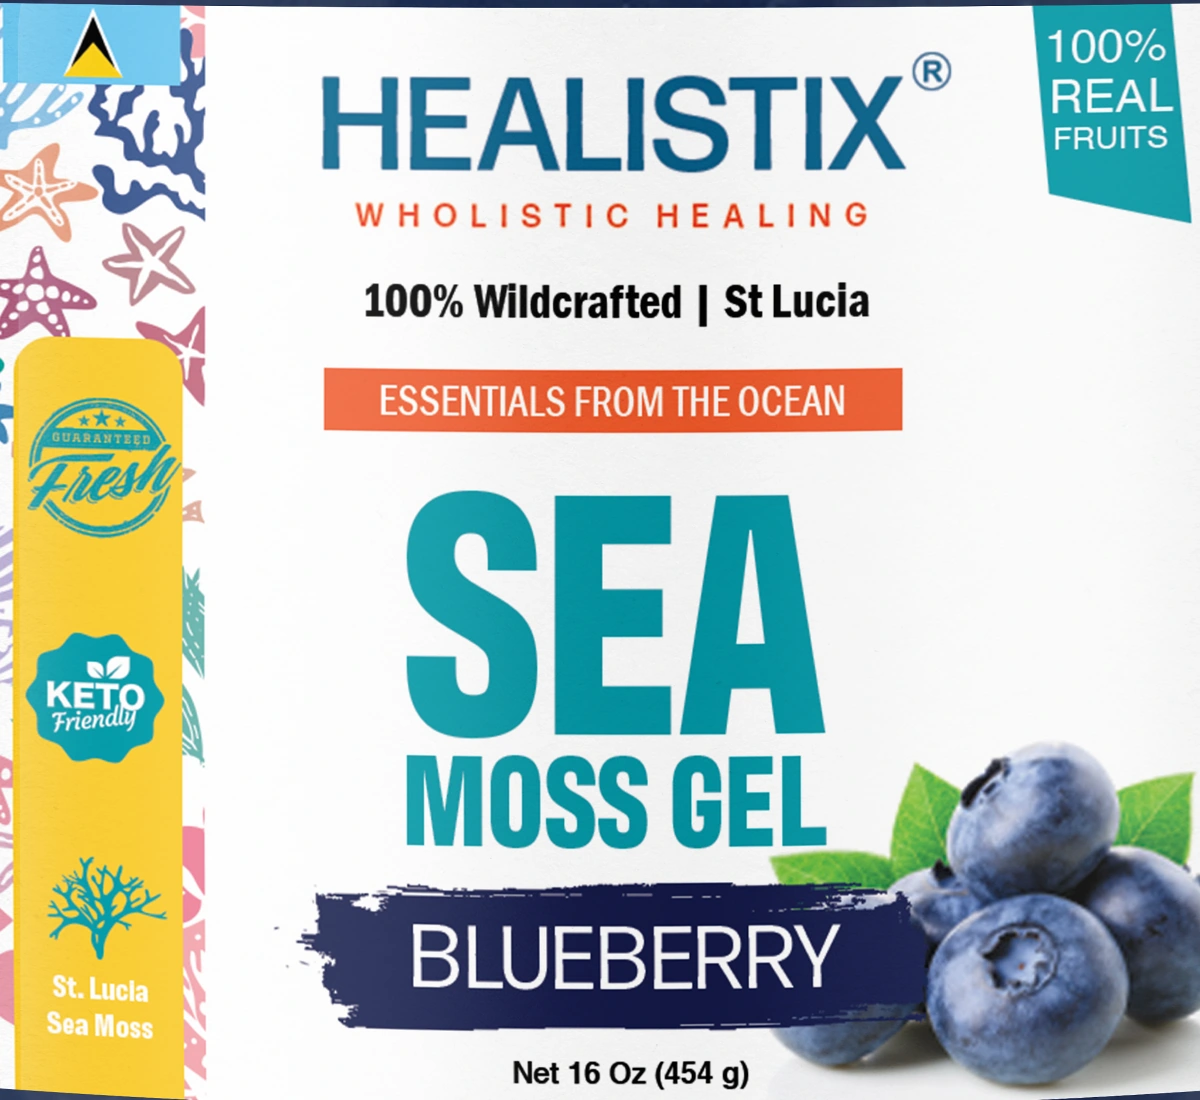 HEALISTIX®
WHOLISTIC HEALING
100% Wildcrafted | St Lucia
ESSENTIALS FROM THE OCEAN
SEA
MOSS GEL
BLUEBERRY
Net 16 Oz (454 g)
100%
REAL
FRUITS
GUARANTEED
Fresh
KETO
Friendly
St. Lucia
Sea Moss